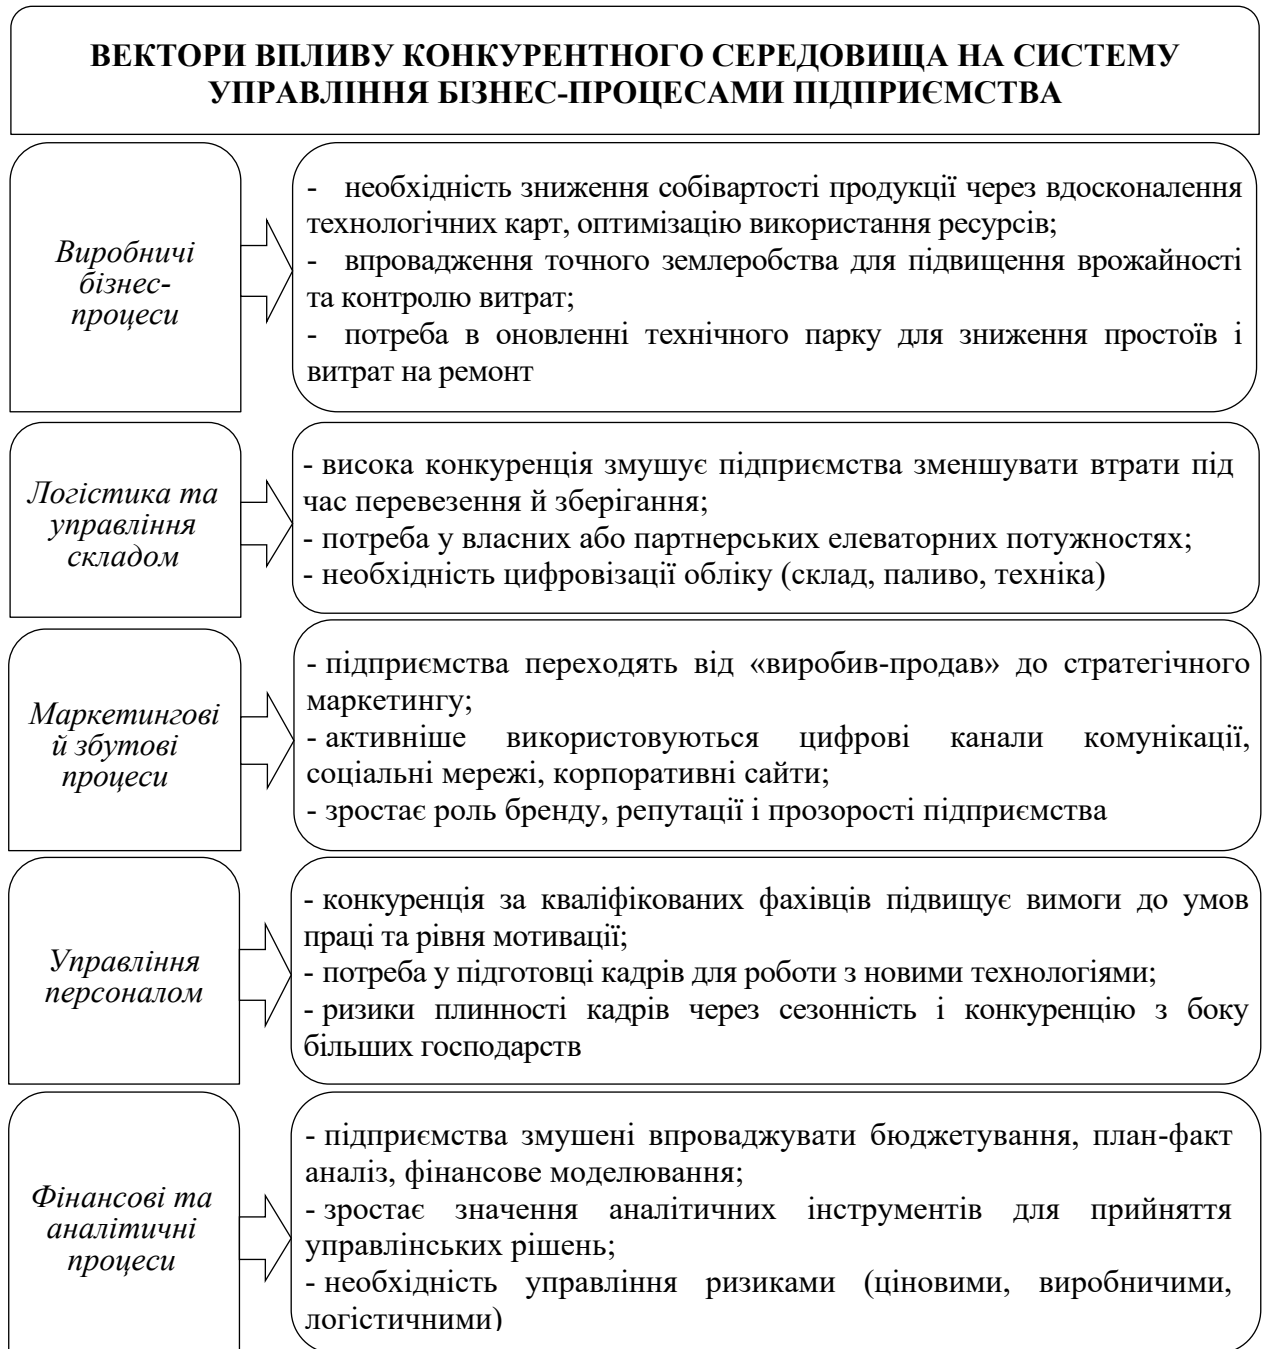 ВЕКТОРИ ВПЛИВУ КОНКУРЕНТНОГО СЕРЕДОВИЩА НА СИСТЕМУ
УПРАВЛІННЯ БІЗНЕС-ПРОЦЕСАМИ ПІДПРИЄМСТВА
Виробничі
бізнес-
процеси
- необхідність зниження собівартості продукції через вдосконалення
технологічних карт, оптимізацію використання ресурсів;
- впровадження точного землеробства для підвищення врожайності
та контролю витрат;
- потреба в оновленні технічного парку для зниження простоїв і
витрат на ремонт
Логістика та
управління
складом
- висока конкуренція змушує підприємства зменшувати втрати під
час перевезення й зберігання;
- потреба у власних або партнерських елеваторних потужностях;
- необхідність цифровізації обліку (склад, паливо, техніка)
Маркетингові
й збутові
процеси
- підприємства переходять від «виробив-продав» до стратегічного
маркетингу;
- активніше використовуються цифрові канали комунікації,
соціальні мережі, корпоративні сайти;
- зростає роль бренду, репутації і прозорості підприємства
Управління
персоналом
- конкуренція за кваліфікованих фахівців підвищує вимоги до умов
праці та рівня мотивації;
- потреба у підготовці кадрів для роботи з новими технологіями;
- ризики плинності кадрів через сезонність і конкуренцію з боку
більших господарств
Фінансові та
аналітичні
процеси
- підприємства змушені впроваджувати бюджетування, план-факт
аналіз, фінансове моделювання;
- зростає значення аналітичних інструментів для прийняття
управлінських рішень;
- необхідність управління ризиками (ціновими, виробничими,
логістичними)